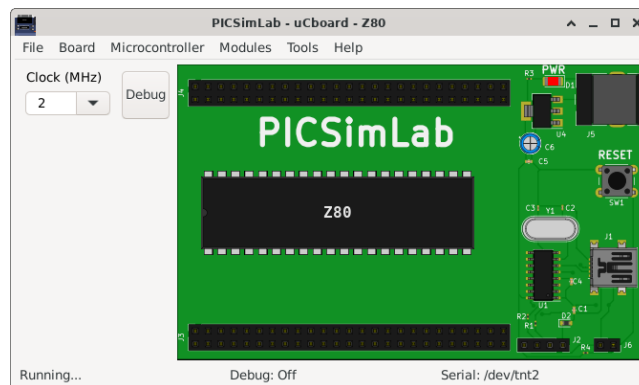 PICSimLab - uCboard - Z80
File Board Microcontroller Modules Tools Help
Clock (MHz)
2
Debug
J4
PICSimLab
Z80
J3
R3
PWR
D1
U4
J5
C6
C5
RESET
SW1
C3
Y1
C2
J1
C4
U1
C1
R2
D2
R1
J2
R4
J6
Running...
Debug: Off
Serial: /dev/tnt2